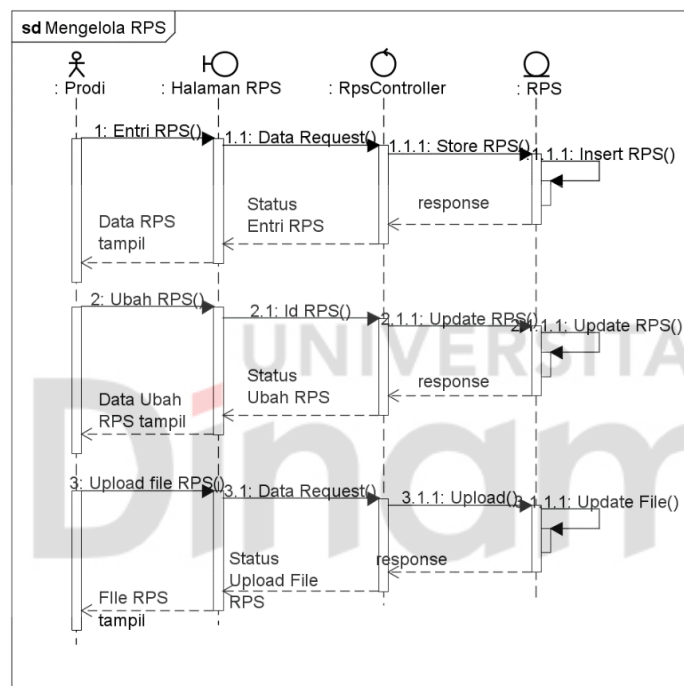 sd Mengelola RPS
: Prodi
: Halaman RPS
: RpsController
: RPS
1: Entri RPS()
1.1: Data Request()
1.1.1: Store RPS()
1.1.1.1: Insert RPS()
response
Status
Entri RPS
Data RPS
tampil
2: Ubah RPS()
2.1: Id RPS()
2.1.1: Update RPS()
2.1.1.1: Update RPS()
UNIVERSITA
Dinam
response
Status
Ubah RPS
Data Ubah
RPS tampil
3: Upload file RPS()
3.1: Data Request()
3.1.1: Upload()
3.1.1.1: Update File()
response
Status
Upload File
RPS
FIle RPS
tampil